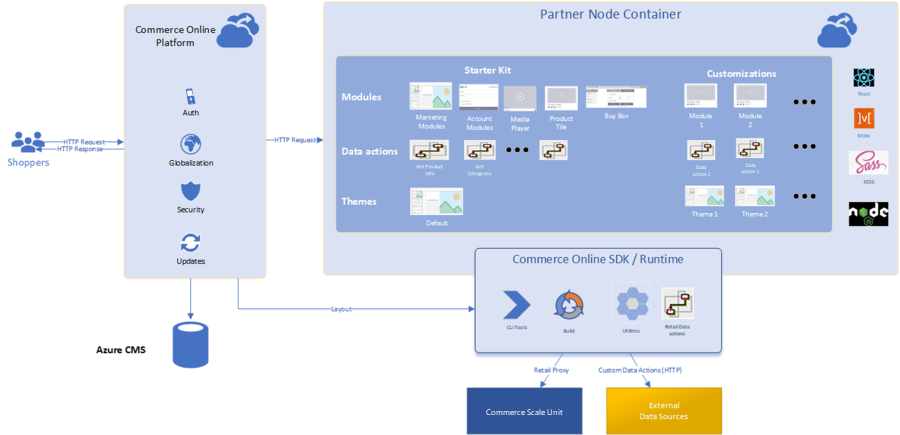 Partner Node Container
Commerce Online
Platform
Starter Kit
Customizations
Modules
Marketing
Modules
Account
Modules
Media
Player
Product
Tile
Buy Box
Module
1
Module
2
React
Auth
HTTP Request
HTTP Response
HTTP Request
Shoppers
Globalization
Data actions
Get Product
Info
Get
Categories
Data
action 1
Data
action 1
Mobx
Sass
SCSS
Security
Themes
Default
Theme 1
Theme 2
node
JS
Updates
Commerce Online SDK / Runtime
CLI Tools
Build
Utilities
Retail Data
actions
Layout
Azure CMS
Retail Proxy
Custom Data Actions (HTTP)
Commerce Scale Unit
External
Data Sources